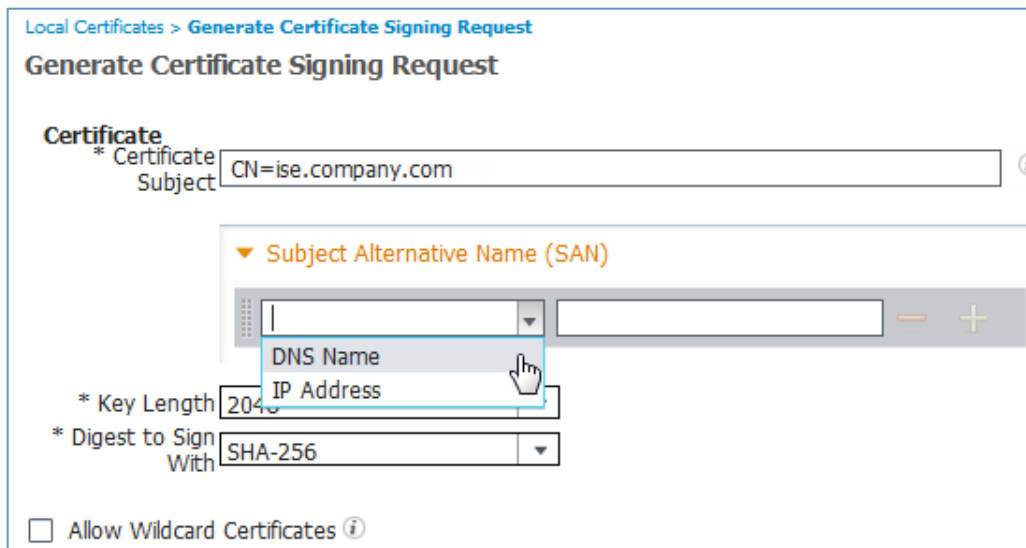 Local Certificates > Generate Certificate Signing Request
Generate Certificate Signing Request
Certificate
* Certificate Subject
CN=ise.company.com
Subject Alternative Name (SAN)
DNS Name
IP Address
* Key Length
* Digest to Sign With
SHA-256
Allow Wildcard Certificates